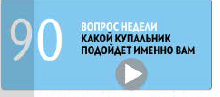 90
ВОПРОС НЕДЕЛИ
КАКОЙ КУПАЛЬНИК
ПОДОЙДЕТ ИМЕННО ВАМ